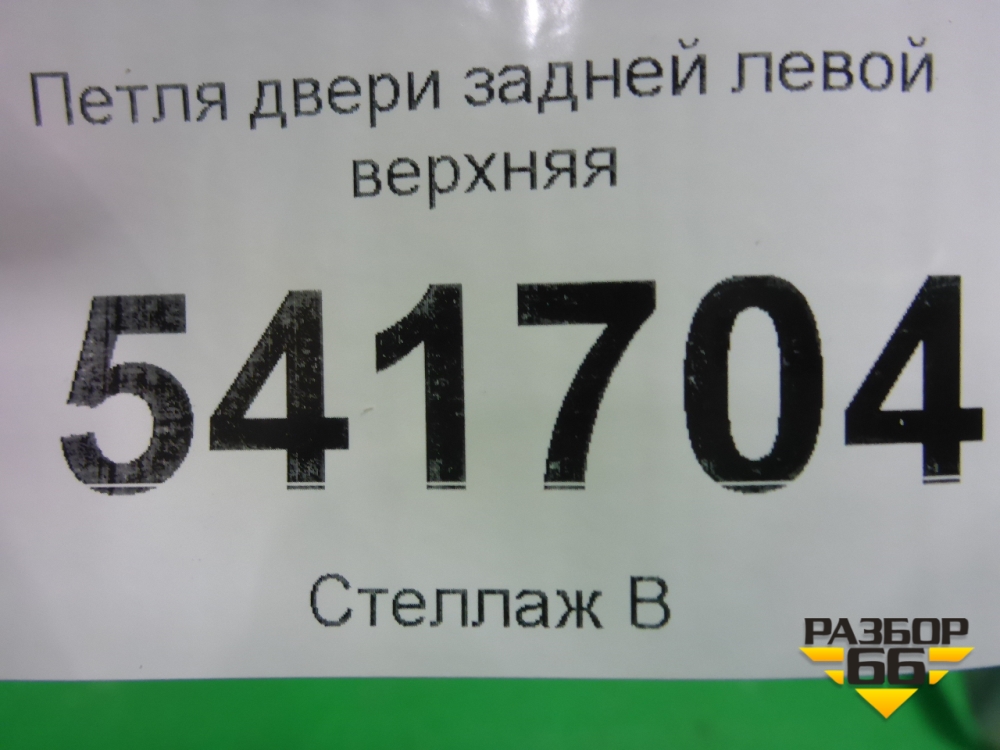 Петля двери задней левой
верхняя
541704
Стеллаж В
РАЗБОР
66